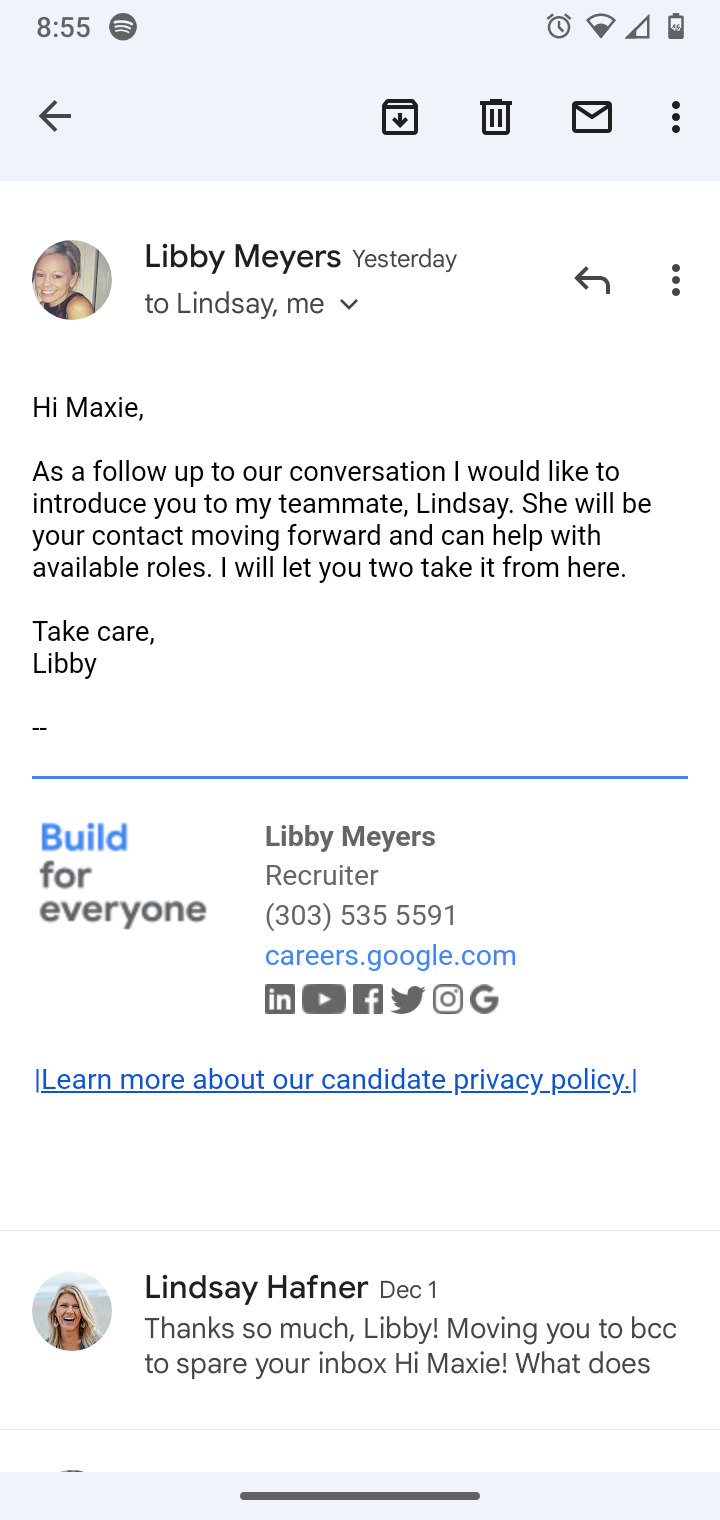 8:55
46
Libby Meyers Yesterday
to Lindsay, me
Hi Maxie,
As a follow up to our conversation I would like to
introduce you to my teammate, Lindsay. She will be
your contact moving forward and can help with
available roles. I will let you two take it from here.
Take care,
Libby
--
Build
for
everyone
Libby Meyers
Recruiter
(303) 535 5591
careers.google.com
in f G
|Learn more about our candidate privacy policy.|
Lindsay Hafner Dec 1
Thanks so much, Libby! Moving you to bcc
to spare your inbox Hi Maxie! What does